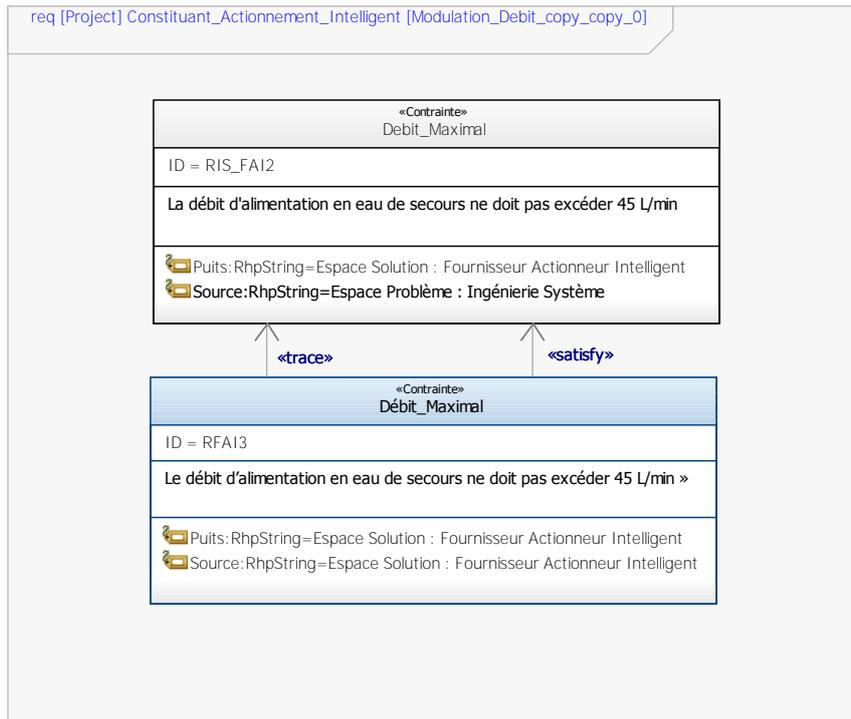 req [Project] Constituant_Actionnement_Intelligent [Modulation_Debit_copy_copy_0]
«Contrainte»
Debit_Maximal
ID = RIS_FAI2
La débit d'alimentation en eau de secours ne doit pas excéder 45 L/min
Puits:RhpString=Espace Solution : Fournisseur Actionneur Intelligent
Source:RhpString=Espace Problème : Ingénierie Système
«trace»
«satisfy»
«Contrainte»
Débit_Maximal
ID = RFAI3
Le débit d’alimentation en eau de secours ne doit pas excéder 45 L/min »
Puits:RhpString=Espace Solution : Fournisseur Actionneur Intelligent
Source:RhpString=Espace Solution : Fournisseur Actionneur Intelligent